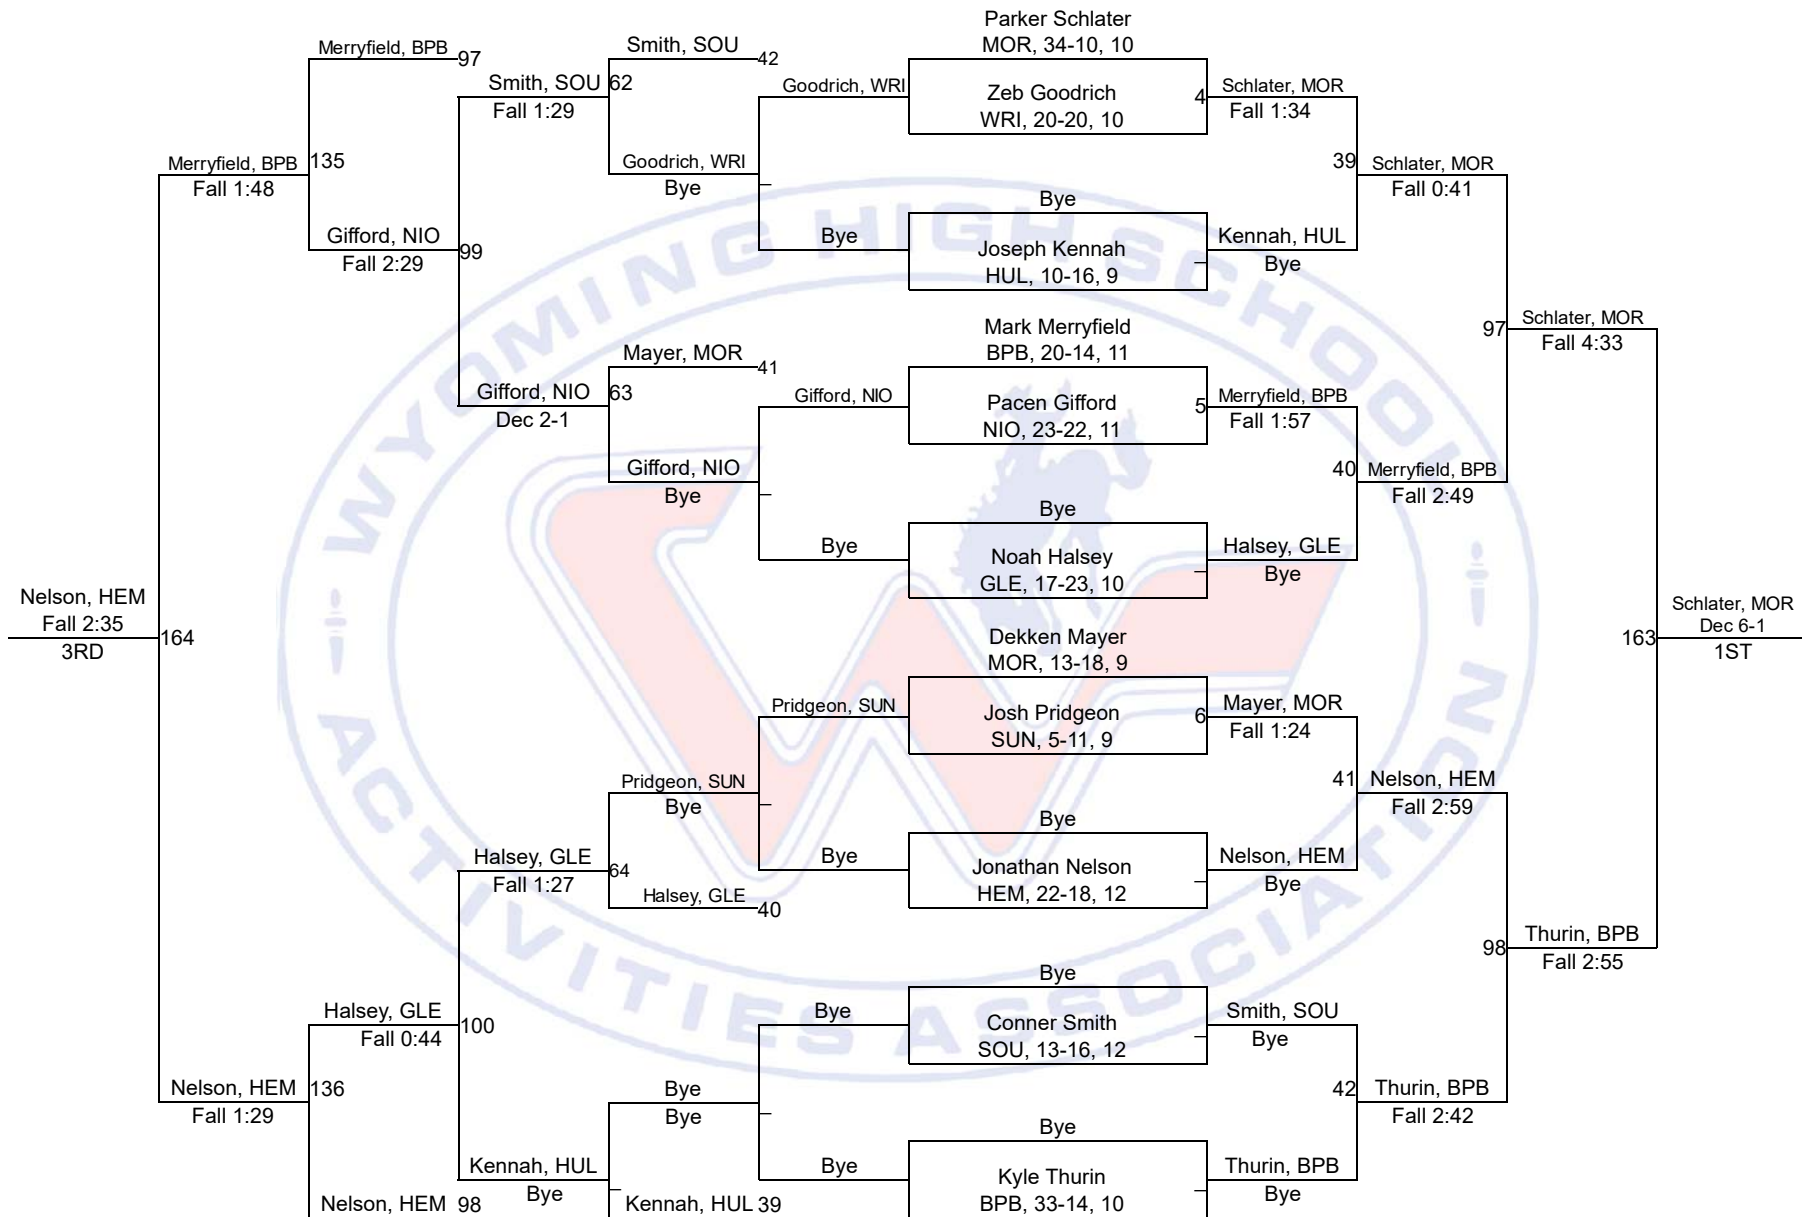 Parker Schlater
MOR, 34-10, 10
Merryfield, BPB
97
Smith, SOU
42
Smith, SOU
62
Fall 1:29
Goodrich, WRI
Zeb Goodrich
WRI, 20-20, 10
4
Schlater, MOR
Fall 1:34
Merryfield, BPB
Fall 1:48
135
Goodrich, WRI
Bye
39
Schlater, MOR
Fall 0:41
Bye
Gifford, NIO
Fall 2:29
99
Bye
Joseph Kennah
HUL, 10-16, 9
Kennah, HUL
Bye
Mark Merryfield
BPB, 20-14, 11
97
Schlater, MOR
Fall 4:33
Mayer, MOR
41
Gifford, NIO
Dec 2-1
63
Gifford, NIO
Pacen Gifford
NIO, 23-22, 11
5
Merryfield, BPB
Fall 1:57
Gifford, NIO
Bye
40
Merryfield, BPB
Fall 2:49
Bye
Bye
Noah Halsey
GLE, 17-23, 10
Halsey, GLE
Bye
Nelson, HEM
Fall 2:35
3RD
164
Dekken Mayer
MOR, 13-18, 9
163
Schlater, MOR
Dec 6-1
1ST
Pridgeon, SUN
Josh Pridgeon
SUN, 5-11, 9
6
Mayer, MOR
Fall 1:24
Pridgeon, SUN
Bye
41
Nelson, HEM
Fall 2:59
Bye
Halsey, GLE
Fall 1:27
64
Bye
Jonathan Nelson
HEM, 22-18, 12
Nelson, HEM
Bye
Halsey, GLE
40
98
Thurin, BPB
Fall 2:55
Bye
Halsey, GLE
Fall 0:44
100
Bye
Conner Smith
SOU, 13-16, 12
Smith, SOU
Bye
Nelson, HEM
Fall 1:29
136
Bye
Bye
42
Thurin, BPB
Fall 2:42
Bye
Kennah, HUL
Bye
Bye
Kyle Thurin
BPB, 33-14, 10
Thurin, BPB
Bye
Nelson, HEM
98
Kennah, HUL
39
WYOMING HIGH SCHOOL
ACTIVITIES ASSOCIATION